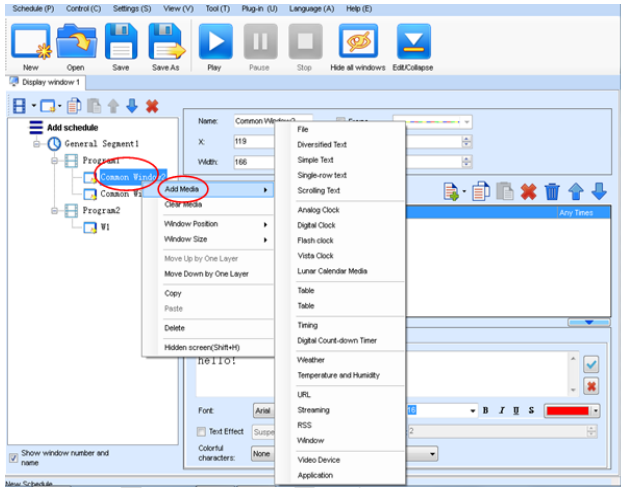 Schedule (P) Control (C) Settings (S) View (V) Tool (T) Plug-in (U) Language (A) Help (E)
New Open Save Save As Play Pause Stop Hide all windows Edit/Collapse
Display window 1
Add schedule
General Segment1
Program1
Common Window
Common Wi
Program2
W1
Show window number and
name
New Schedule
Name: Common Window2
X: 119
Width: 166
Any Times
Add Media
Clear Media
Window Position
Window Size
Move Up by One Layer
Move Down by One Layer
Copy
Paste
Delete
Hidden screen(Shift+H)
File
Diversified Text
Simple Text
Single-row text
Scrolling Text
Analog Clock
Digital Clock
Flash clock
Vista Clock
Lunar Calendar Media
Table
Table
Timing
Digital Count-down Timer
Weather
Temperature and Humidity
URL
Streaming
RSS
Window
Video Device
Application
hello!
Font: Arial 16 B I U S
Text Effect Suspe 2
Colorful
characters: None